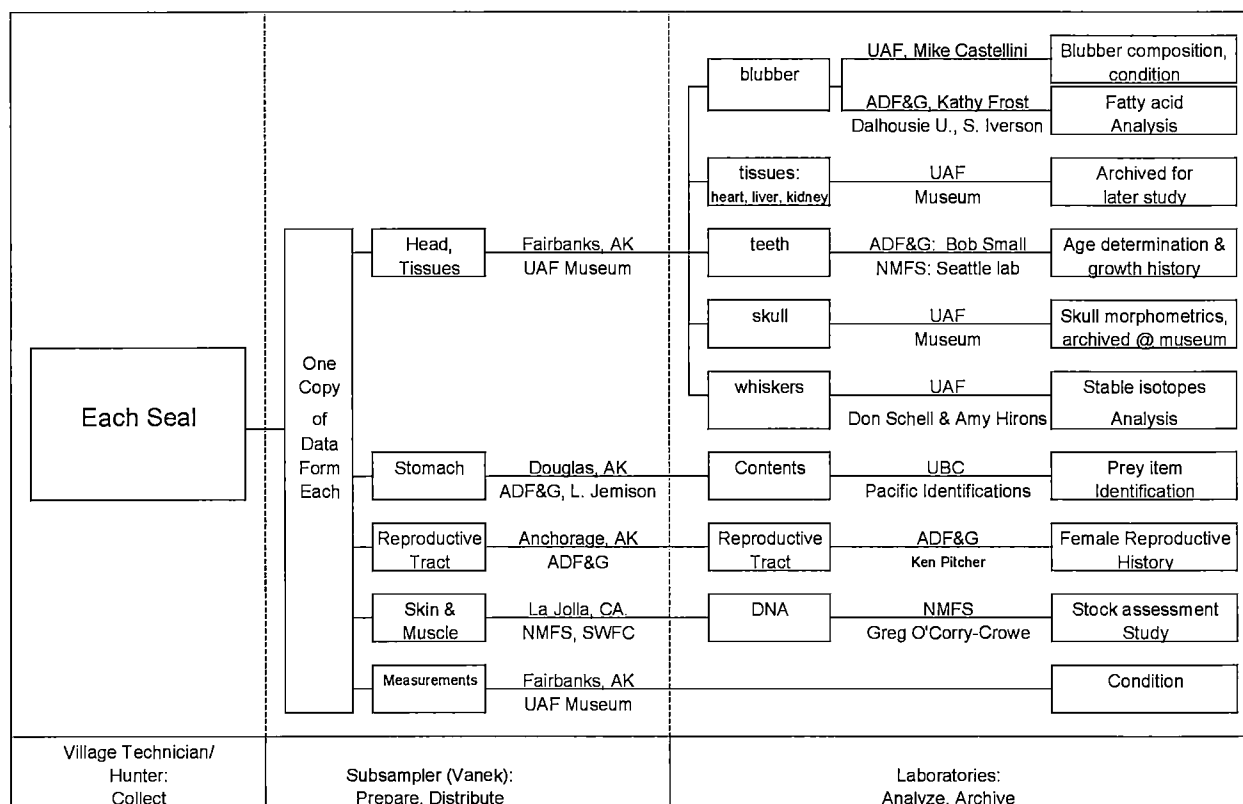 Each Seal
One
Copy
of
Data
Form
Each
Head,
Tissues
Fairbanks, AK
UAF Museum
blubber
UAF, Mike Castellini
Blubber composition,
condition
ADF&G, Kathy Frost
Dalhousie U., S. Iverson
Fatty acid
Analysis
tissues:
heart, liver, kidney
UAF
Museum
Archived for
later study
teeth
ADF&G: Bob Small
NMFS: Seattle lab
Age determination &
growth history
skull
UAF
Museum
Skull morphometrics,
archived @ museum
whiskers
UAF
Don Schell & Amy Hirons
Stable isotopes
Analysis
Stomach
Douglas, AK
ADF&G, L. Jemison
Contents
UBC
Pacific Identifications
Prey item
Identification
Reproductive
Tract
Anchorage, AK
ADF&G
Reproductive
Tract
ADF&G
Ken Pitcher
Female Reproductive
History
Skin &
Muscle
La Jolla, CA.
NMFS, SWFC
DNA
NMFS
Greg O'Corry-Crowe
Stock assessment
Study
Measurements
Fairbanks, AK
UAF Museum
Condition
Village Technician/
Hunter:
Collect
Subsampler (Vanek):
Prepare, Distribute
Laboratories:
Analyze, Archive